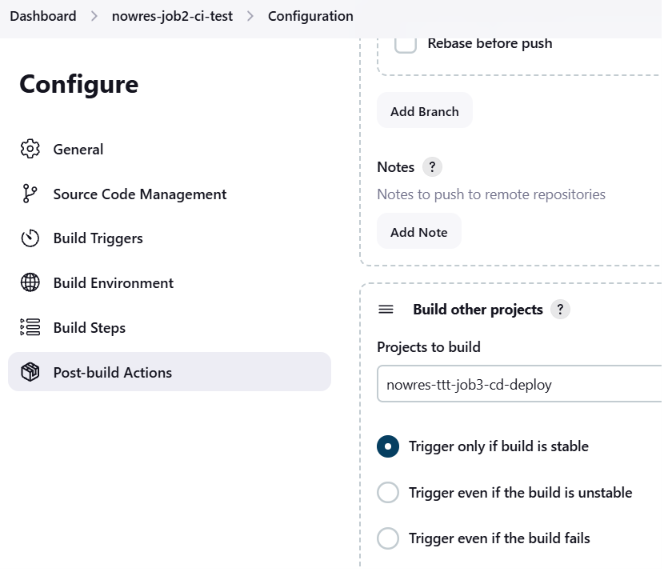 Dashboard > nowres-job2-ci-test > Configuration
Configure
General
Source Code Management
Build Triggers
Build Environment
Build Steps
Post-build Actions
Rebase before push
Add Branch
Notes ?
Notes to push to remote repositories
Add Note
Build other projects ?
Projects to build
nowres-ttt-job3-cd-deploy
Trigger only if build is stable
Trigger even if the build is unstable
Trigger even if the build fails